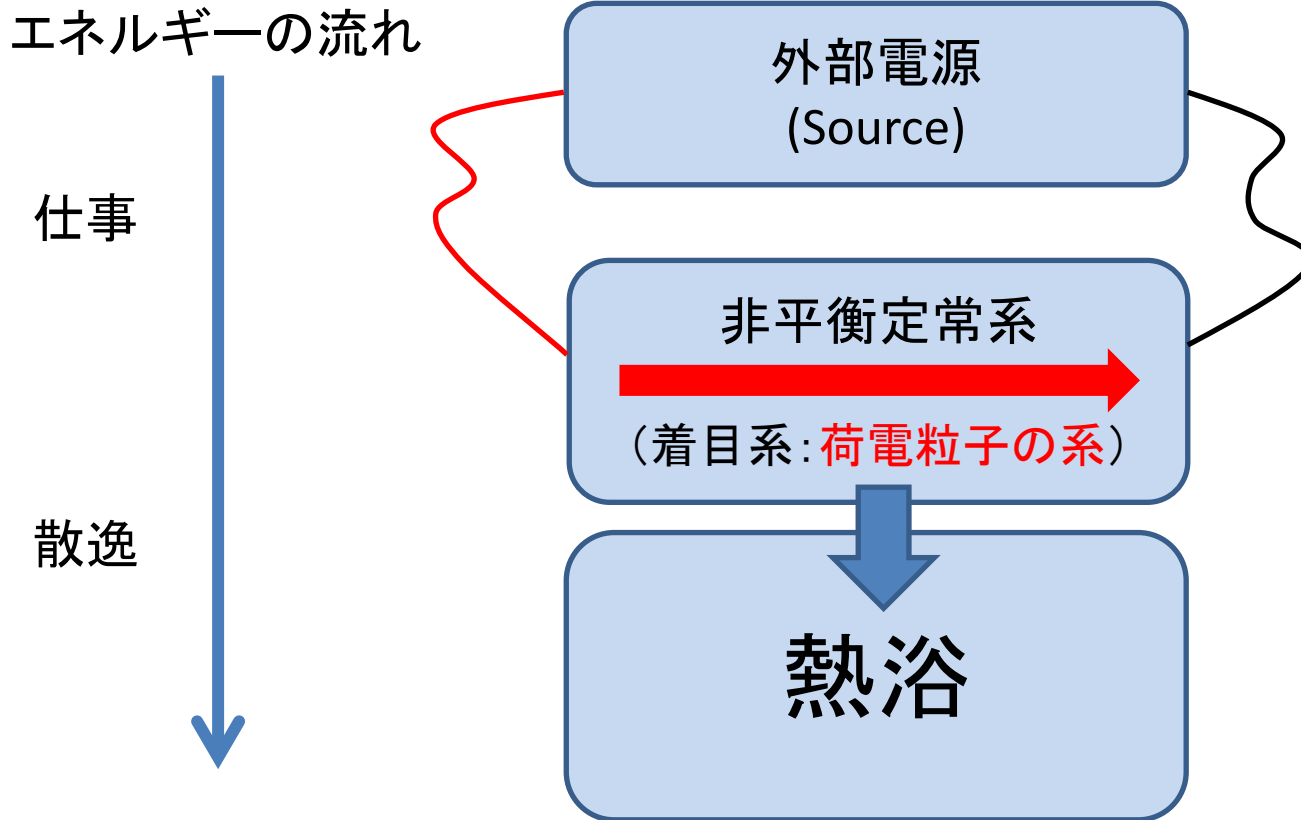 エネルギーの流れ
外部電源
(Source)
仕事
非平衡定常系
（着目系：荷電粒子の系）
散逸
熱浴